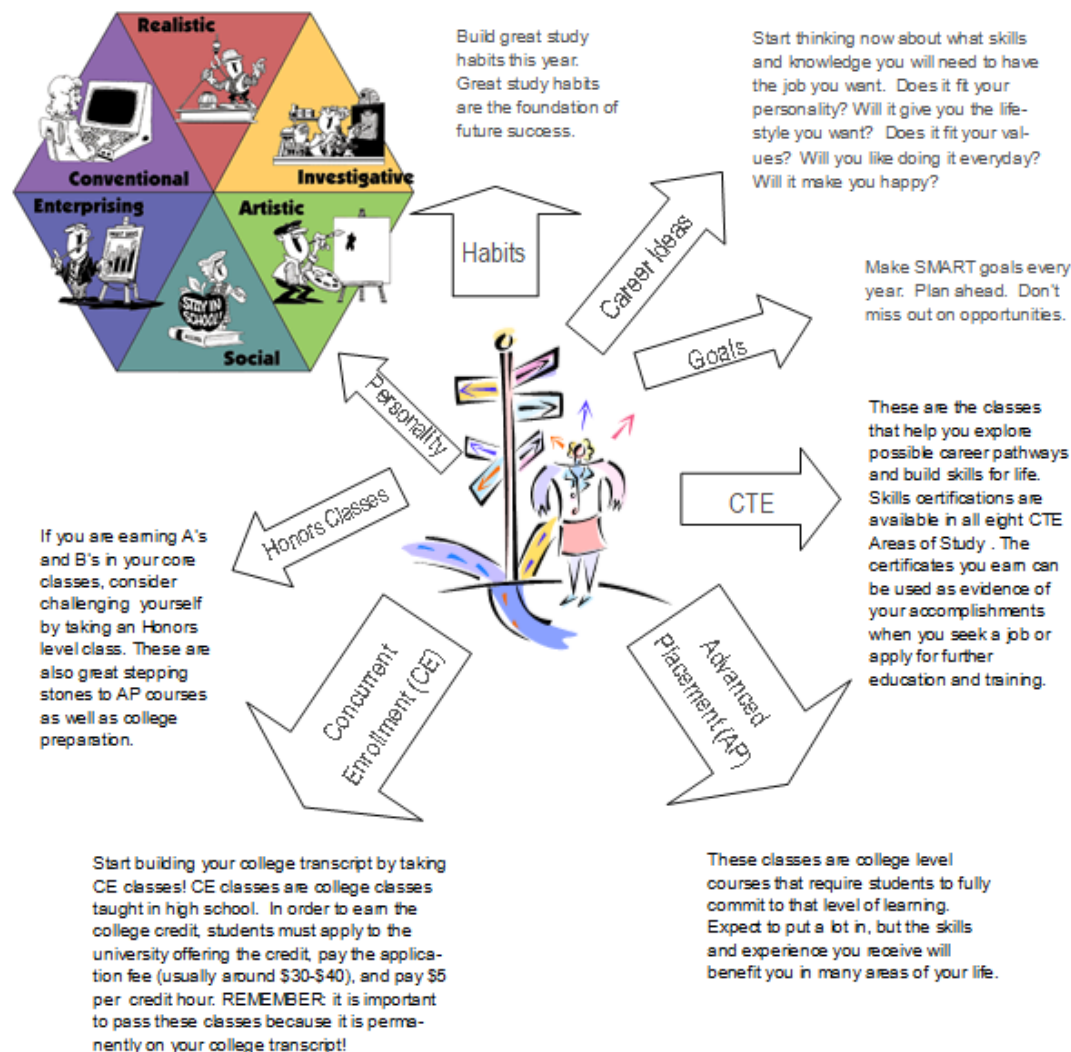 Realistic
Conventional
Investigative
Enterprising
Artistic
STAY IN
SCHOOL!
Social
Build great study
habits this year.
Great study habits
are the foundation of
future success.
Start thinking now about what skills
and knowledge you will need to have
the job you want. Does it fit your
personality? Will it give you the life-
style you want? Does it fit your val-
ues? Will you like doing it everyday?
Will it make you happy?
Habits
Career Ideas
Make SMART goals every
year. Plan ahead. Don't
miss out on opportunities.
Goals
Personality
These are the classes
that help you explore
possible career pathways
and build skills for life.
Skills certifications are
available in all eight CTE
Areas of Study . The
certificates you earn can
be used as evidence of
your accomplishments
when you seek a job or
apply for further
education and training.
CTE
Honors Classes
If you are earning A's
and B's in your core
classes, consider
challenging yourself
by taking an Honors
level class. These are
also great stepping
stones to AP courses
as well as college
preparation.
Concurrent
Enrollment (CE)
Advanced
Placement (AP)
Start building your college transcript by taking
CE classes! CE classes are college classes
taught in high school. In order to earn the
college credit, students must apply to the
university offering the credit, pay the applica-
tion fee (usually around $30-$40), and pay $5
per credit hour. REMEMBER: it is important
to pass these classes because it is perma-
nently on your college transcript!
These classes are college level
courses that require students to fully
commit to that level of learning.
Expect to put a lot in, but the skills
and experience you receive will
benefit you in many areas of your life.